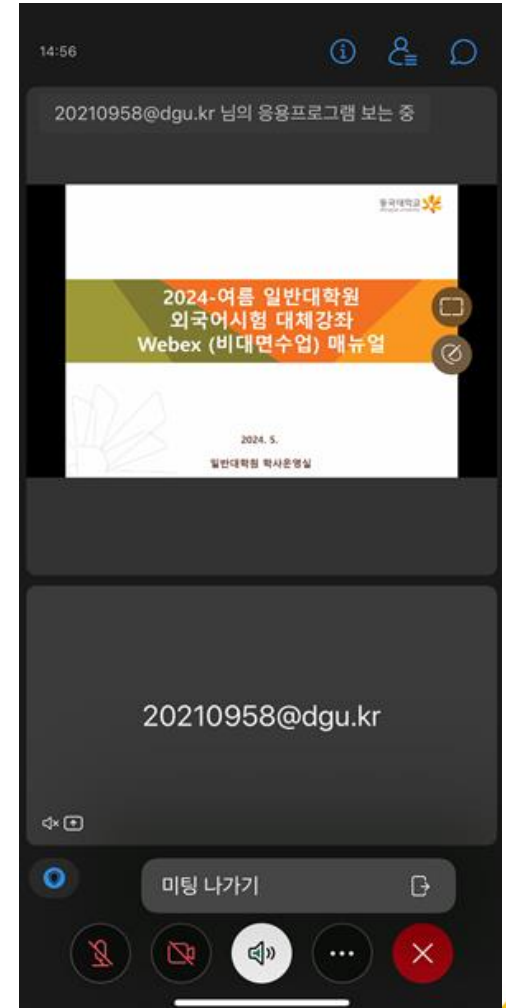 14:56
20210958@dgu.kr 님의 응용프로그램 보는 중
동국대학교
2024-여름 일반대학원
외국어시험 대체강좌
Webex (비대면수업) 매뉴얼
2024. 5.
일반대학원 학사운영실
20210958@dgu.kr
미팅 나가기